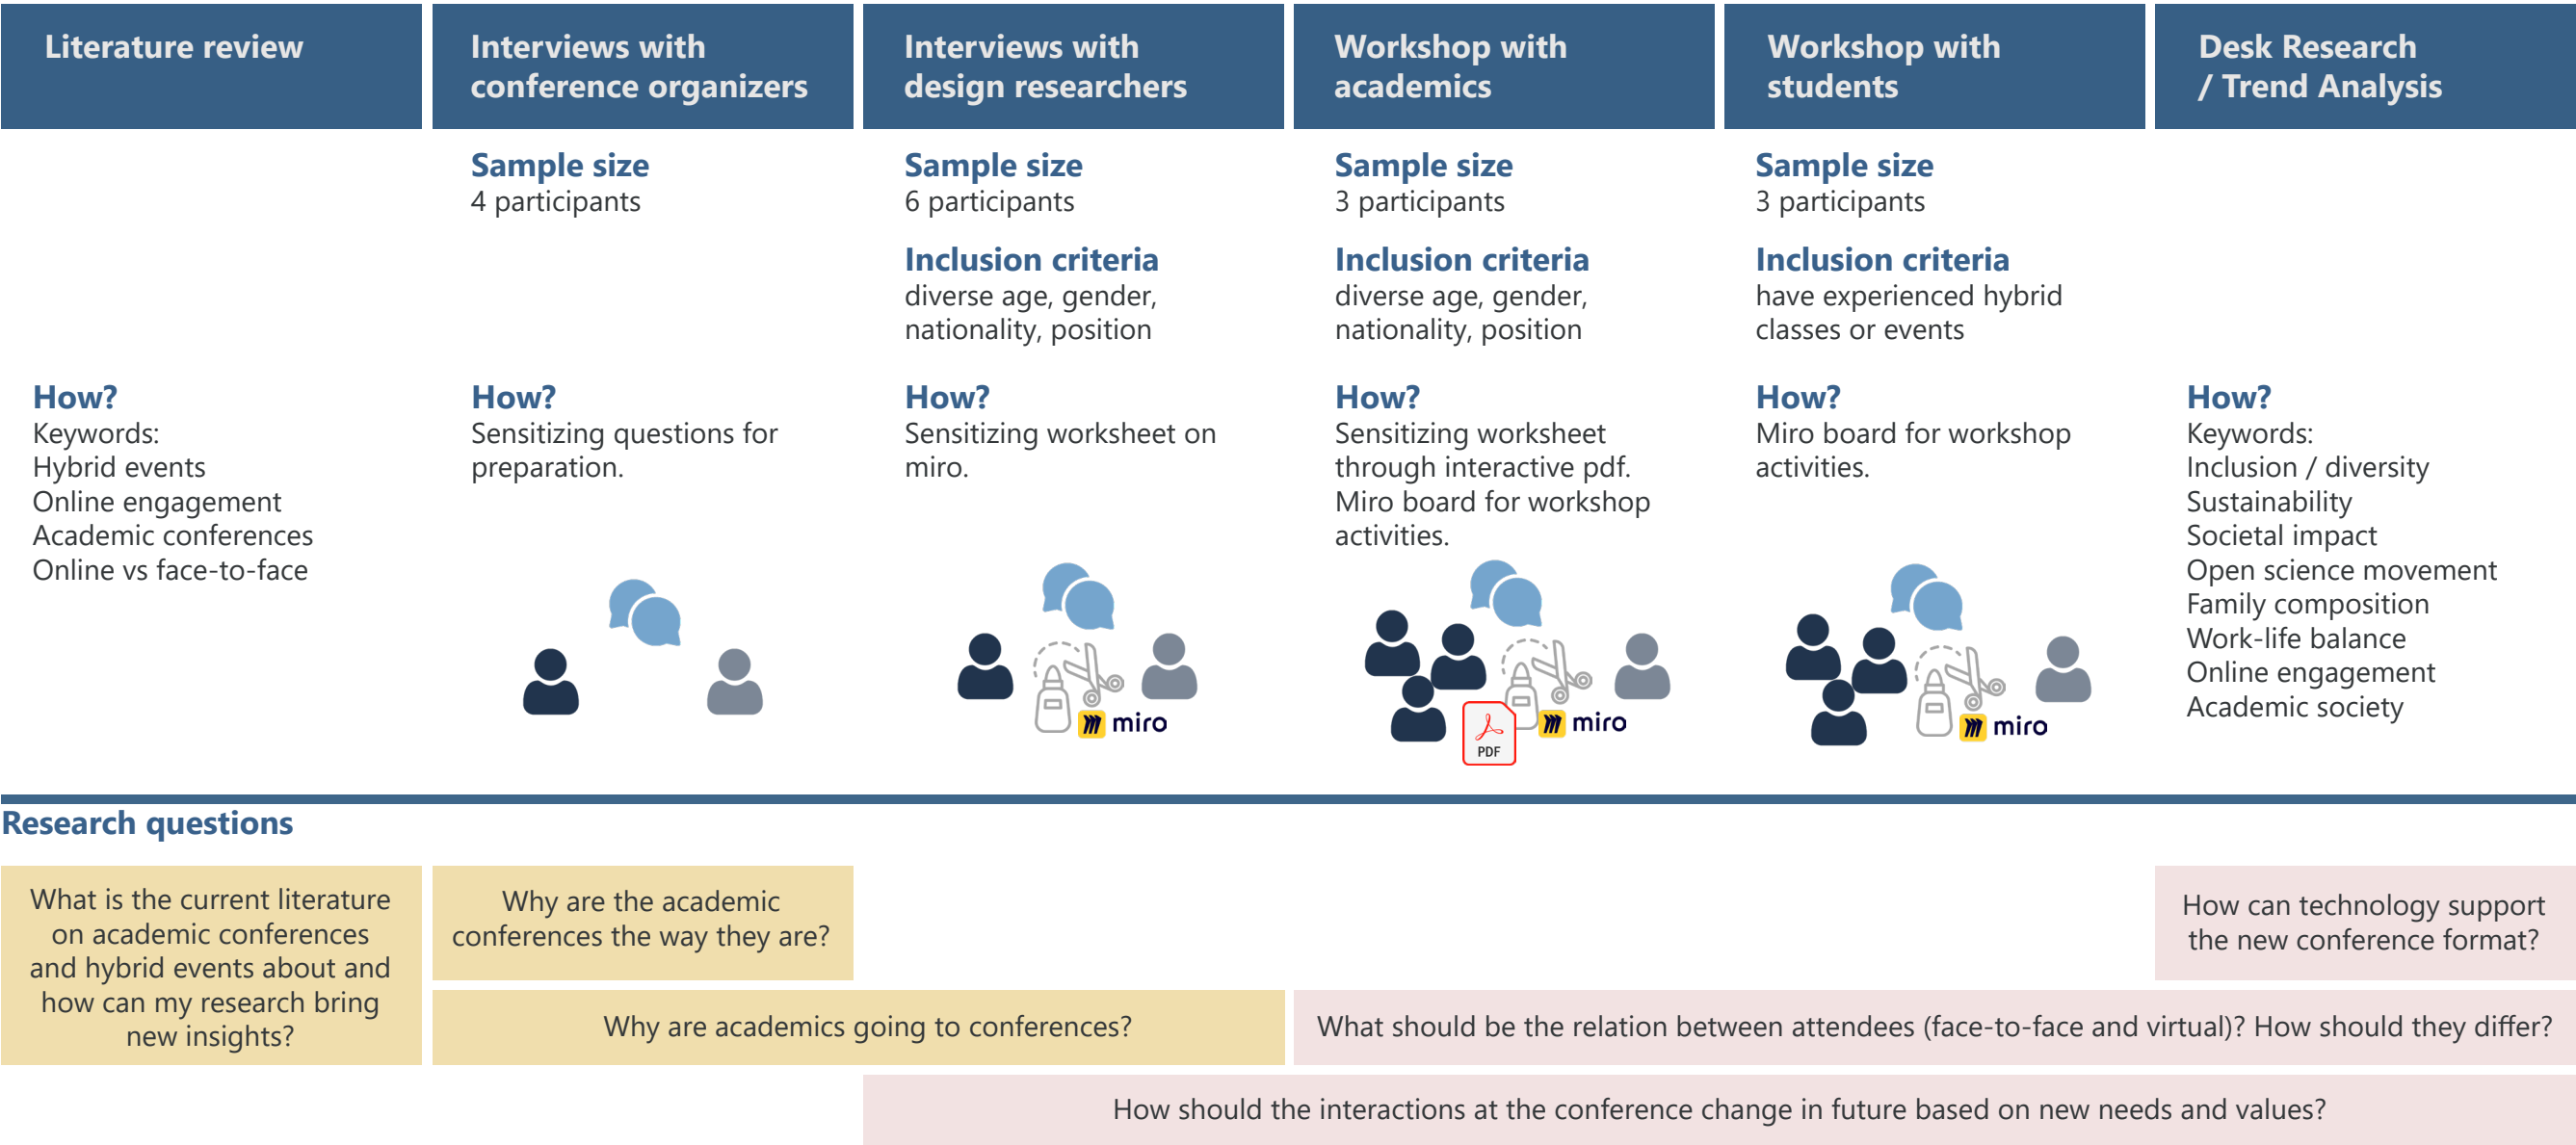 Literature review
Interviews with
conference organizers
Interviews with
design researchers
Workshop with
academics
Workshop with
students
Desk Research
/ Trend Analysis
Sample size
4 participants
Sample size
6 participants
Sample size
3 participants
Sample size
3 participants
Inclusion criteria
diverse age, gender,
nationality, position
Inclusion criteria
diverse age, gender,
nationality, position
Inclusion criteria
have experienced hybrid
classes or events
How?
Keywords:
Hybrid events
Online engagement
Academic conferences
Online vs face-to-face
How?
Sensitizing questions for
preparation.
How?
Sensitizing worksheet on
miro.
miro
How?
Sensitizing worksheet
through interactive pdf.
Miro board for workshop
activities.
PDF
miro
How?
Miro board for workshop
activities.
miro
How?
Keywords:
Inclusion / diversity
Sustainability
Societal impact
Open science movement
Family composition
Work-life balance
Online engagement
Academic society
Research questions
What is the current literature
on academic conferences
and hybrid events about and
how can my research bring
new insights?
Why are the academic
conferences the way they are?
How can technology support
the new conference format?
Why are academics going to conferences?
What should be the relation between attendees (face-to-face and virtual)? How should they differ?
How should the interactions at the conference change in future based on new needs and values?